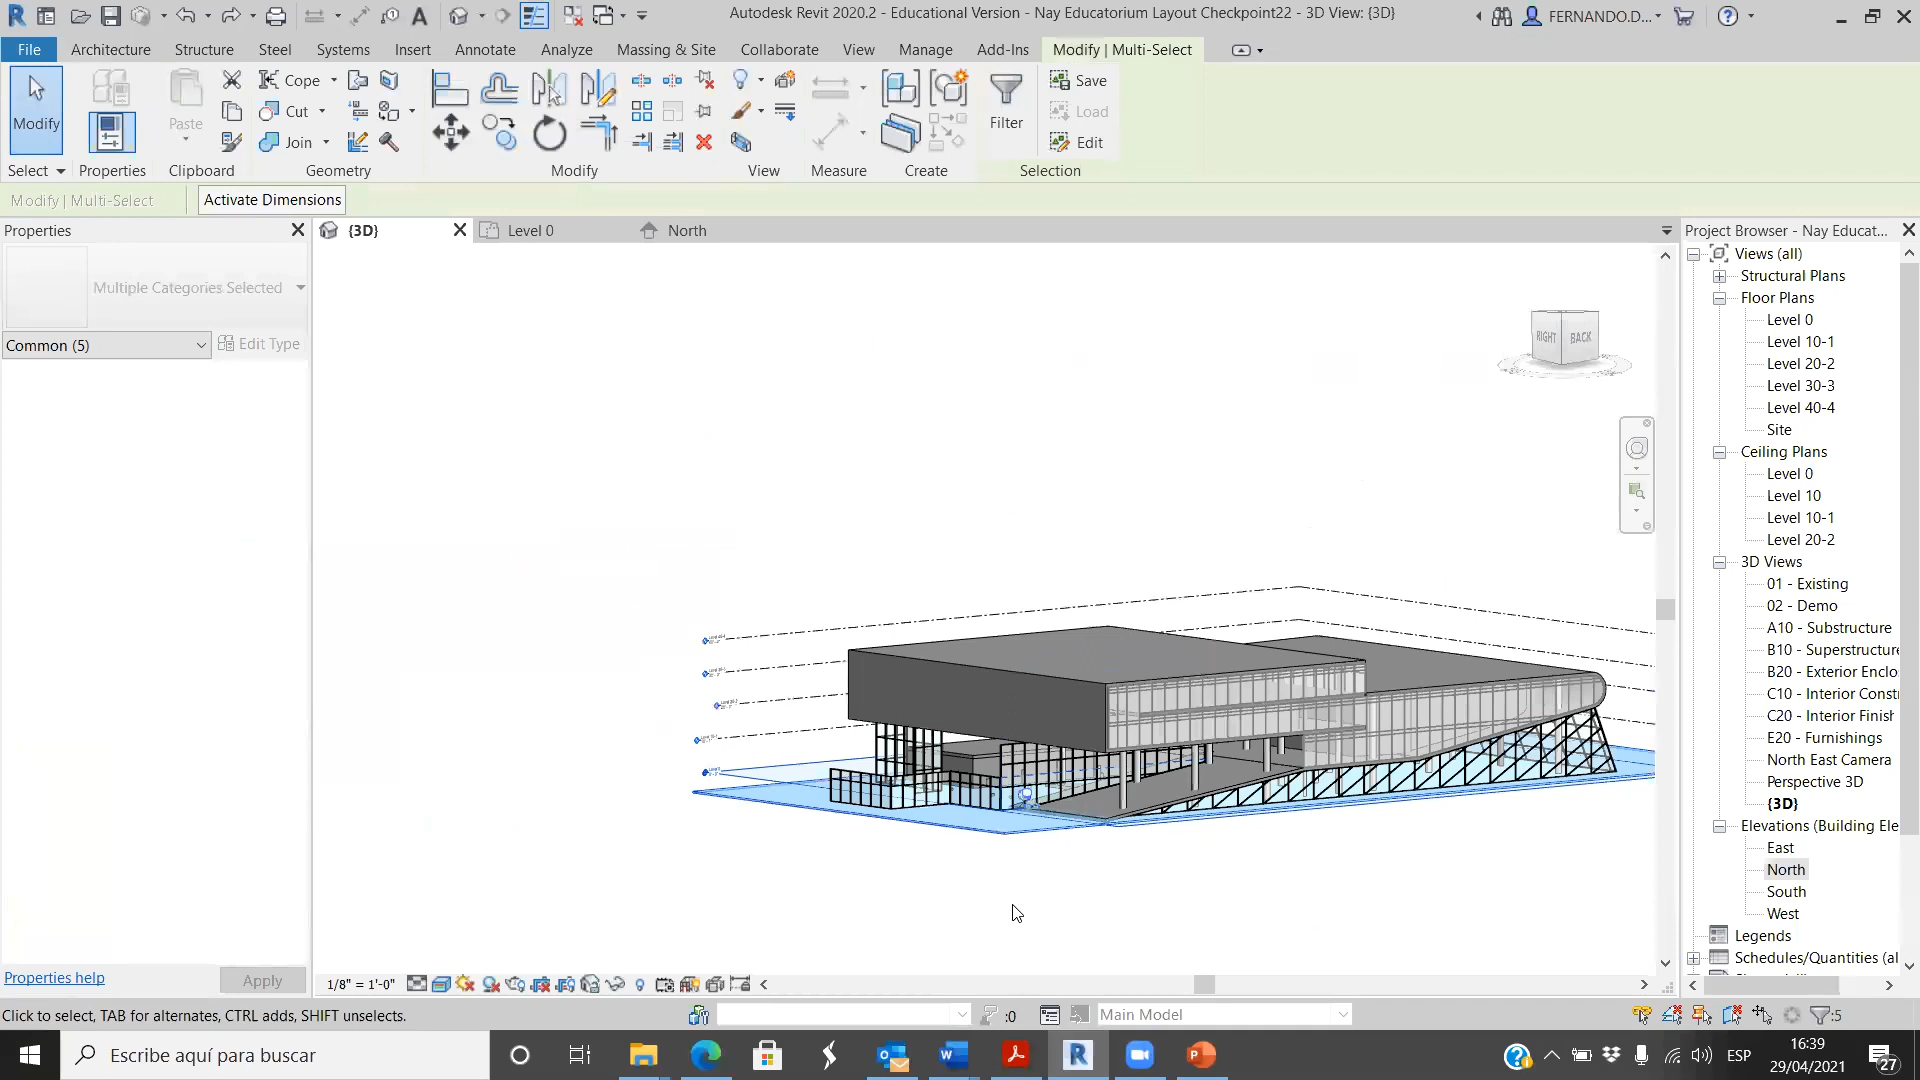 Autodesk Revit 2020.2 - Educational Version - Nay Educatorium Layout Checkpoint22 - 3D View: {3D}
FERNANDO.D...
File Architecture Structure Steel Systems Insert Annotate Analyze Massing & Site Collaborate View Manage Add-Ins Modify | Multi-Select
Modify
Paste
Cope
Cut
Join
Filter
Save
Load
Edit
Select Properties Clipboard Geometry Modify View Measure Create Selection
Modify | Multi-Select
Activate Dimensions
Properties
Multiple Categories Selected
Common (5)
Edit Type
Properties help
Apply
{3D}
Level 0
North
RIGHT
BACK
1/8" = 1'-0"
Project Browser - Nay Educat...
Views (all)
Structural Plans
Floor Plans
Level 0
Level 10-1
Level 20-2
Level 30-3
Level 40-4
Site
Ceiling Plans
Level 0
Level 10
Level 10-1
Level 20-2
3D Views
01 - Existing
02 - Demo
A10 - Substructure
B10 - Superstructure
B20 - Exterior Enclo
C10 - Interior Const
C20 - Interior Finish
E20 - Furnishings
North East Camera
Perspective 3D
{3D}
Elevations (Building Ele
East
North
South
West
Legends
Schedules/Quantities (al
Click to select, TAB for alternates, CTRL adds, SHIFT unselects.
:0
Main Model
:5
Escribe aquí para buscar
ESP
16:39
29/04/2021
27